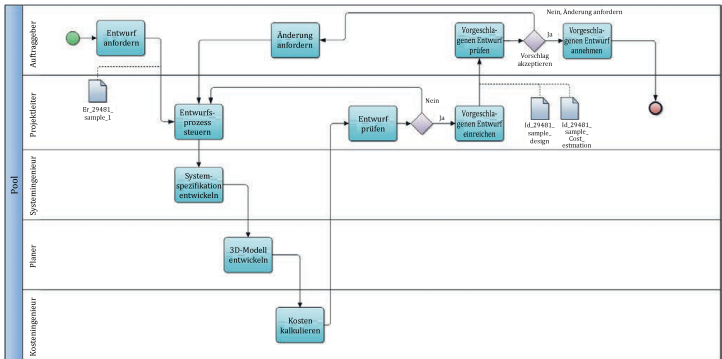 Pool
Auftraggeber
Entwurf
anfordern
Änderung
anfordern
Vorgeschla-
genen Entwurf
prüfen
Nein, Änderung anfordern
Ja
Vorschlag
akzeptieren
Vorgeschla-
genen Entwurf
annehmen
Projektleiter
Er_29481_
sample_1
Entwurfs-
prozess
steuern
Entwurf
prüfen
Nein
Ja
Vorgeschla-
genen Entwurf
einreichen
Id_29481_
sample_
design
Id_29481_
sample_
Cost_
estmation
Systemingenieur
System-
spezifikation
entwickeln
Planer
3D-Modell
entwickeln
Kosteningenieur
Kosten
kalkulieren